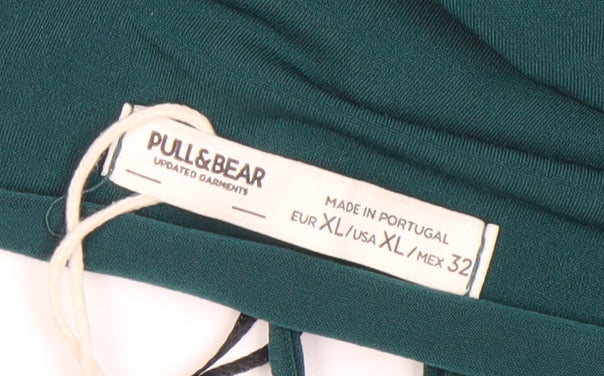 PULL&BEAR
UPDATED GARMENTS
MADE IN PORTUGAL
EUR XL/USA XL/MEX 32